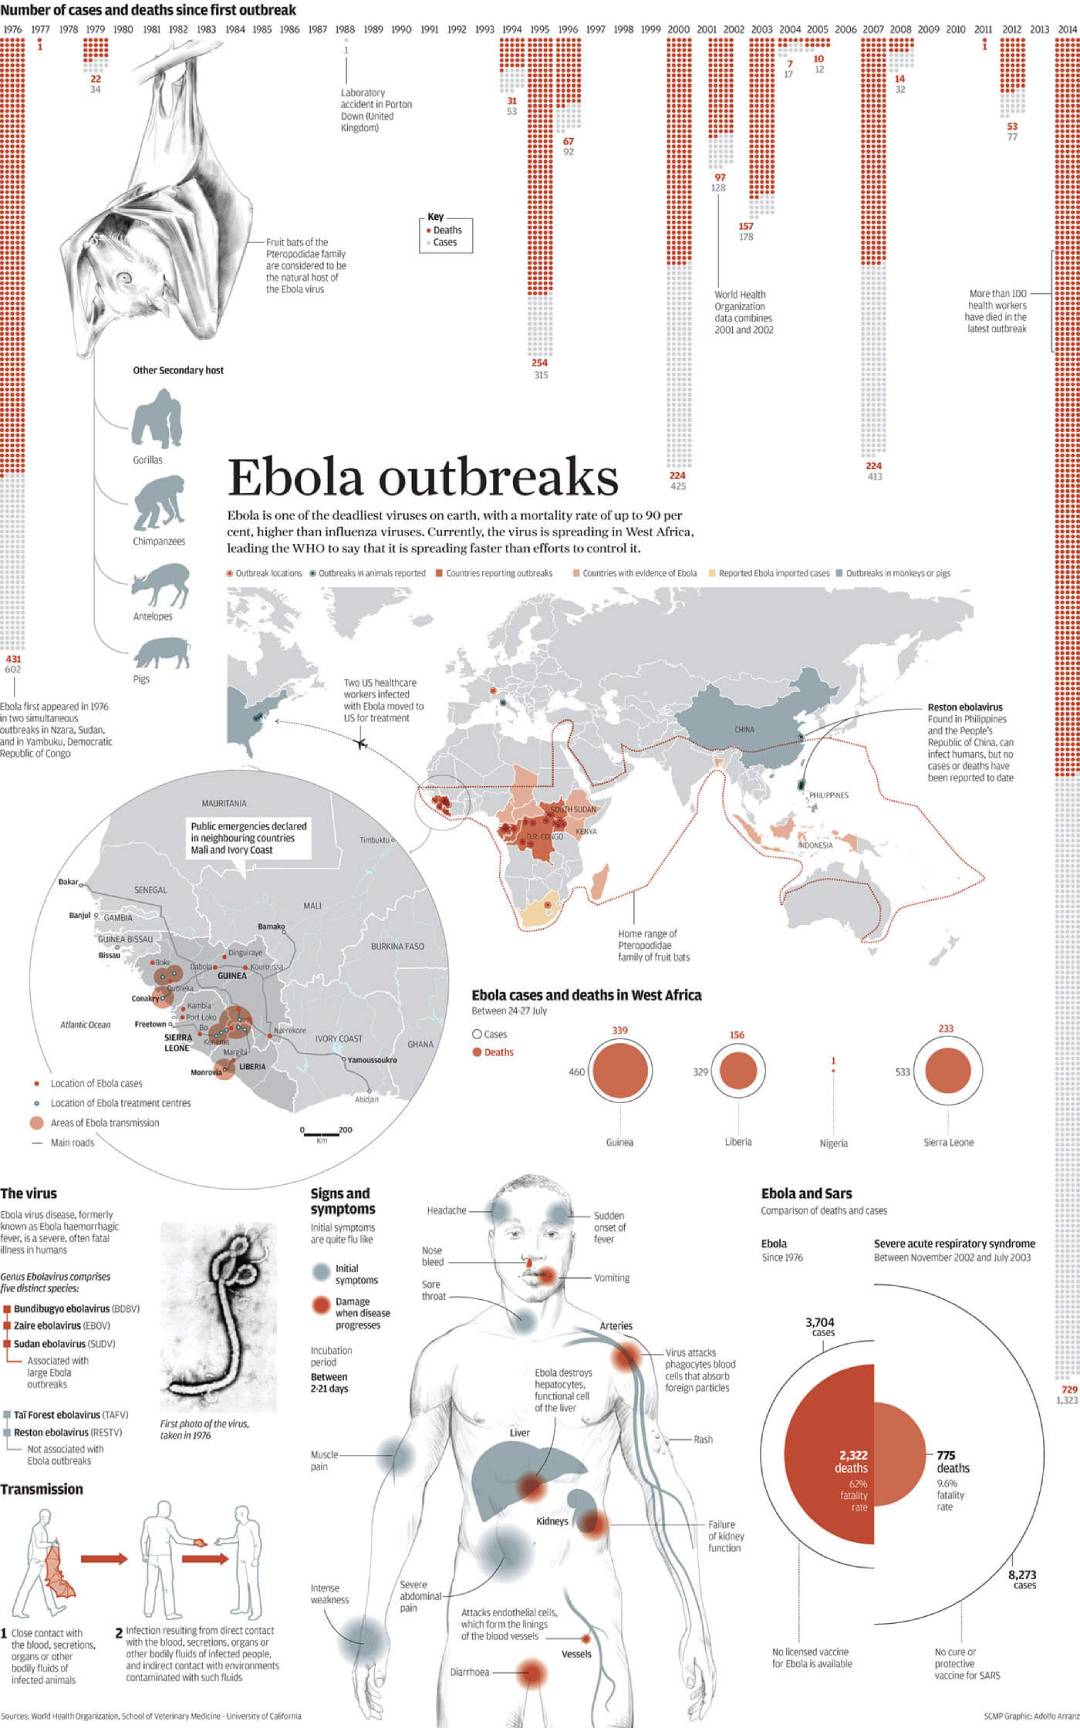 Number of cases and deaths since first outbreak
1976 1977 1978 1979 1980 1981 1982 1983 1984 1985 1986 1987 1988 1989 1990 1991 1992 1993 1994 1995 1996 1997 1998 1999 2000 2001 2002 2003 2004 2005 2006 2007 2008 2009 2010 2011 2012 2013 2014
1
22
34
1
Laboratory
accident in Porton
Down (United
Kingdom)
31
53
254
315
67
92
224
425
97
128
World Health
Organization
data combines
2001 and 2002
157
178
7
17
10
12
224
413
14
32
1
53
77
More than 100
health workers
have died in the
latest outbreak
729
1,323
Key
Deaths
Cases
Fruit bats of the
Pteropodidae family
are considered to be
the natural host of
the Ebola virus
Other Secondary host
Gorillas
Chimpanzees
Antelopes
Pigs
431
602
Ebola first appeared in 1976
in two simultaneous
outbreaks in Nzara, Sudan,
and in Yambuku, Democratic
Republic of Congo
Ebola outbreaks
Ebola is one of the deadliest viruses on earth, with a mortality rate of up to 90 per
cent, higher than influenza viruses. Currently, the virus is spreading in West Africa,
leading the WHO to say that it is spreading faster than efforts to control it.
Outbreak locations
Outbreaks in animals reported
Countries reporting outbreaks
Countries with evidence of Ebola
Reported Ebola imported cases
Outbreaks in monkeys or pigs
Two US healthcare
workers infected
with Ebola moved to
US for treatment
CHINA
SOUTH SUDAN
KENYA
D.R. CONGO
PHILIPPINES
INDONESIA
Reston ebolavirus
Found in Philippines
and the People's
Republic of China, can
infect humans, but no
cases or deaths have
been reported to date
Home range of
Pteropodidae
family of fruit bats
MAURITANIA
Public emergencies declared
in neighbouring countries
Mali and Ivory Coast
Timbuktu
Dakar
SENEGAL
MALI
Banjul
GAMBIA
Bamako
GUINEA BISSAU
BURKINA FASO
Bissau
Dinguiraye
Boke
Dabola
Kouroussa
GUINEA
Dubreka
Conakry
Kambia
Port Loko
Atlantic Ocean
Freetown
Bo
Nzerekore
SIERRA
LEONE
Kenema
IVORY COAST
GHANA
Margibi
Yamoussoukro
LIBERIA
Monrovia
Abidjan
Location of Ebola cases
Location of Ebola treatment centres
Areas of Ebola transmission
Main roads
0 200
Km
Ebola cases and deaths in West Africa
Between 24-27 July
Cases
Deaths
339
460
Guinea
156
329
Liberia
1
Nigeria
233
533
Sierra Leone
The virus
Ebola virus disease, formerly
known as Ebola haemorrhagic
fever, is a severe, often fatal
illness in humans
Genus Ebolavirus comprises
five distinct species:
Bundibugyo ebolavirus (BDBV)
Zaire ebolavirus (EBOV)
Sudan ebolavirus (SUDV)
Associated with
large Ebola
outbreaks
Taï Forest ebolavirus (TAFV)
Reston ebolavirus (RESTV)
Not associated with
Ebola outbreaks
First photo of the virus,
taken in 1976
Transmission
1 Close contact with
the blood, secretions,
organs or other
bodily fluids of
infected animals
2 Infection resulting from direct contact
with the blood, secretions, organs or
other bodily fluids of infected people,
and indirect contact with environments
contaminated with such fluids
Signs and
symptoms
Initial symptoms
are quite flu like
Initial
symptoms
Damage
when disease
progresses
Incubation
period
Between
2-21 days
Headache
Sudden
onset of
fever
Nose
bleed
Vomiting
Sore
throat
Arteries
Virus attacks
phagocytes blood
cells that absorb
foreign particles
Ebola destroys
hepatocytes,
functional cell
of the liver
Liver
Rash
Muscle
pain
Kidneys
Failure
of kidney
function
Intense
weakness
Severe
abdominal
pain
Attacks endothelial cells,
which form the linings
of the blood vessels
Vessels
Diarrhoea
Ebola and Sars
Comparison of deaths and cases
Ebola
Since 1976
Severe acute respiratory syndrome
Between November 2002 and July 2003
3,704
cases
2,322
deaths
62%
fatality
rate
775
deaths
9.6%
fatality
rate
8,273
cases
No licensed vaccine
for Ebola is available
No cure or
protective
vaccine for SARS
Sources: World Health Organization, School of Veterinary Medicine - University of California
SCMP Graphic: Adolfo Arranz